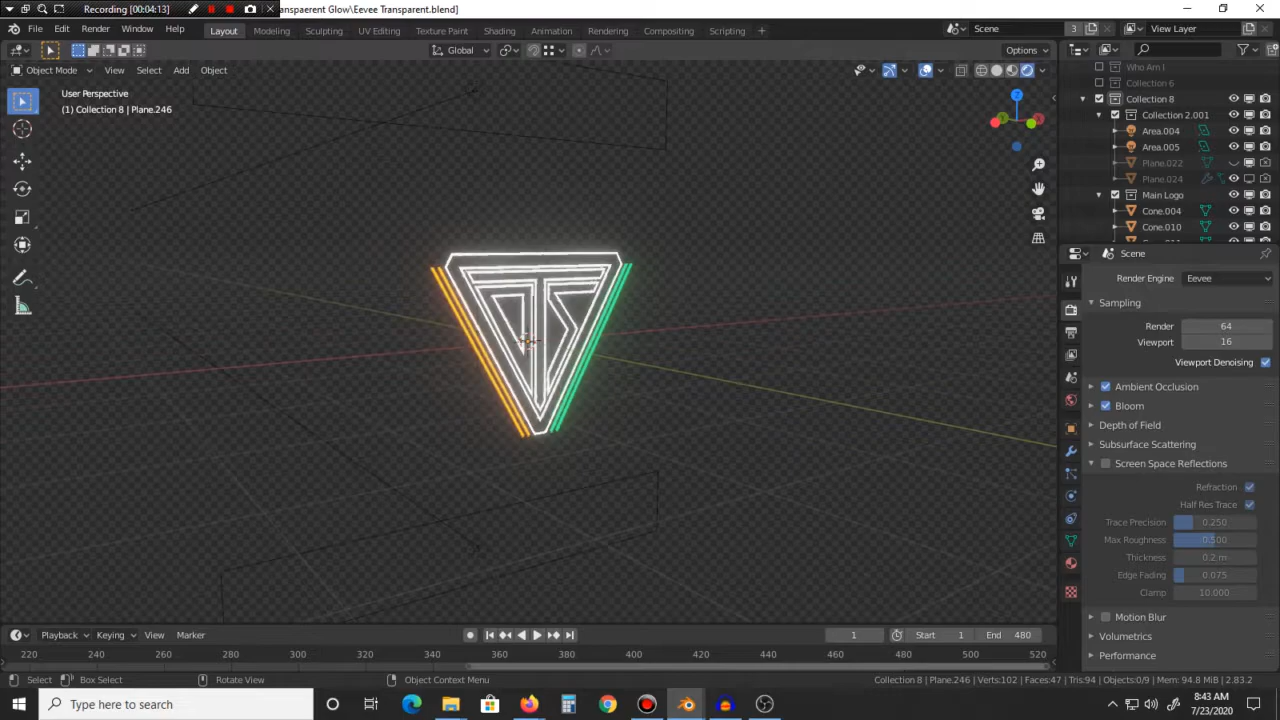 Recording [00:04:13]
nspaerent Glow\Eevee Transparent.blend]
File Edit Render Window Help
Layout Modeling Sculpting UV Editing Texture Paint Shading Animation Rendering Compositing Scripting +
Scene 3 View Layer
Global Options
Object Mode View Select Add Object
User Perspective
(1) Collection 8 | Plane.246
Z
Who Am I
Collection 6
Collection 8
Collection 2.001
Area.004
Area.005
Plane.022
Plane.024
Main Logo
Cone.004
Cone.010
Scene
Render Engine Eevee
Sampling
Render 64
Viewport 16
Viewport Denoising
Ambient Occlusion
Bloom
Depth of Field
Subsurface Scattering
Screen Space Reflections
Refraction
Half Res Trace
Trace Precision 0.250
Max Roughness 0.500
Thickness 0.2 m
Edge Fading 0.075
Clamp 10.000
Motion Blur
Volumetrics
Performance
Playback Keying View Marker 1 Start 1 End 480
220 240 260 280 300 320 340 360 380 400 420 440 460 480 500 520
Select Box Select Rotate View Object Context Menu Collection 8 | Plane.246 | Verts:102 | Faces:47 | Tris:94 | Objects:0/9 | Mem: 94.8 MiB | 2.83.2
Type here to search
8:43 AM
7/23/2020